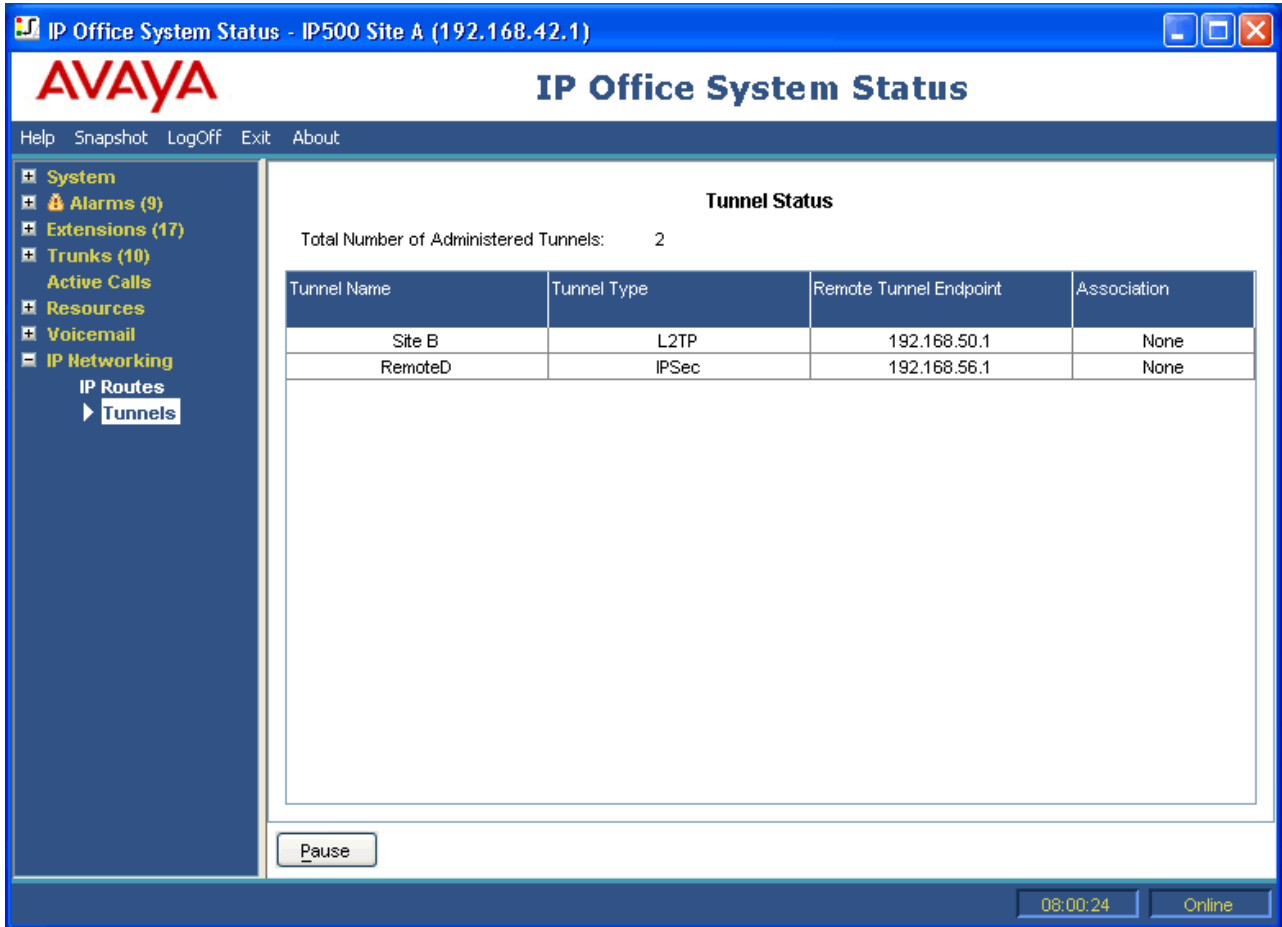 IP Office System Status - IP500 Site A (192.168.42.1)
AVAYA
IP Office System Status
Help Snapshot LogOff Exit About
System
Alarms (9)
Extensions (17)
Trunks (10)
Active Calls
Resources
Voicemail
IP Networking
IP Routes
Tunnels
Tunnel Status
Total Number of Administered Tunnels: 2
Tunnel Name Tunnel Type Remote Tunnel Endpoint Association
Site B L2TP 192.168.50.1 None
RemoteD IPSec 192.168.56.1 None
Pause
08:00:24 Online